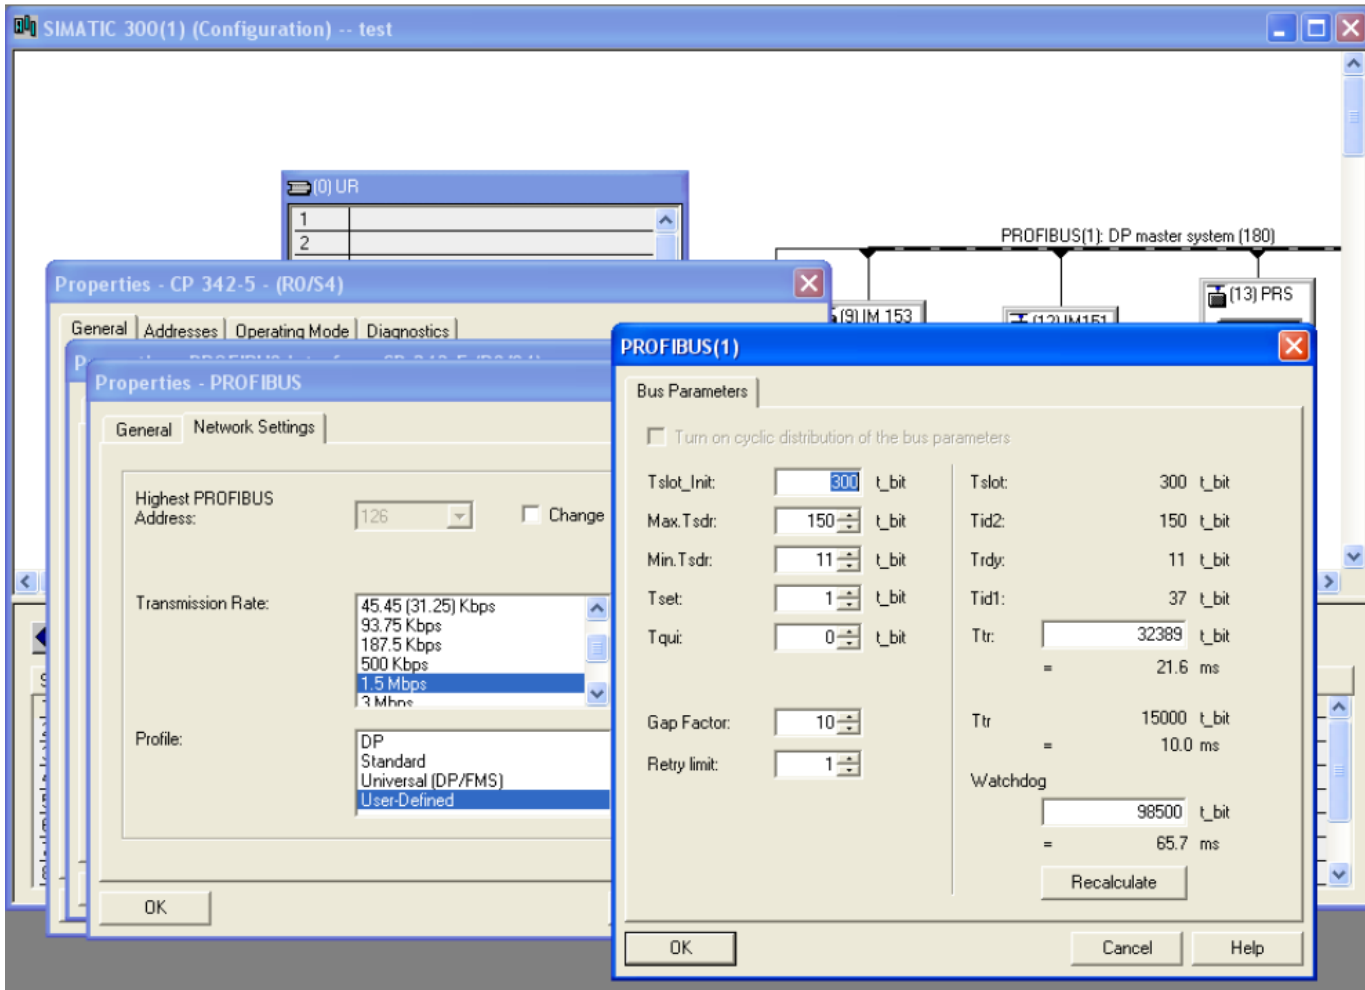 SIMATIC 300(1) (Configuration) -- test
(0) UR
1
2
PROFIBUS(1): DP master system (180)
(13) PRS
(9) IM 153
(12) IM151
Properties - CP 342-5 - (R0/S4)
General Addresses Operating Mode Diagnostics
Properties - PROFIBUS
General Network Settings
Highest PROFIBUS
Address:
126
Change
Transmission Rate:
45.45 (31.25) Kbps
93.75 Kbps
187.5 Kbps
500 Kbps
1.5 Mbps
3 Mbps
Profile:
DP
Standard
Universal (DP/FMS)
User-Defined
OK
PROFIBUS(1)
Bus Parameters
Turn on cyclic distribution of the bus parameters
Tslot_Init: 300 t_bit
Max.Tsdr: 150 t_bit
Min.Tsdr: 11 t_bit
Tset: 1 t_bit
Tqui: 0 t_bit
Gap Factor: 10
Retry limit: 1
Tslot: 300 t_bit
Tid2: 150 t_bit
Trdy: 11 t_bit
Tid1: 37 t_bit
Ttr: 32389 t_bit
= 21.6 ms
Ttr 15000 t_bit
= 10.0 ms
Watchdog
98500 t_bit
= 65.7 ms
Recalculate
OK Cancel Help